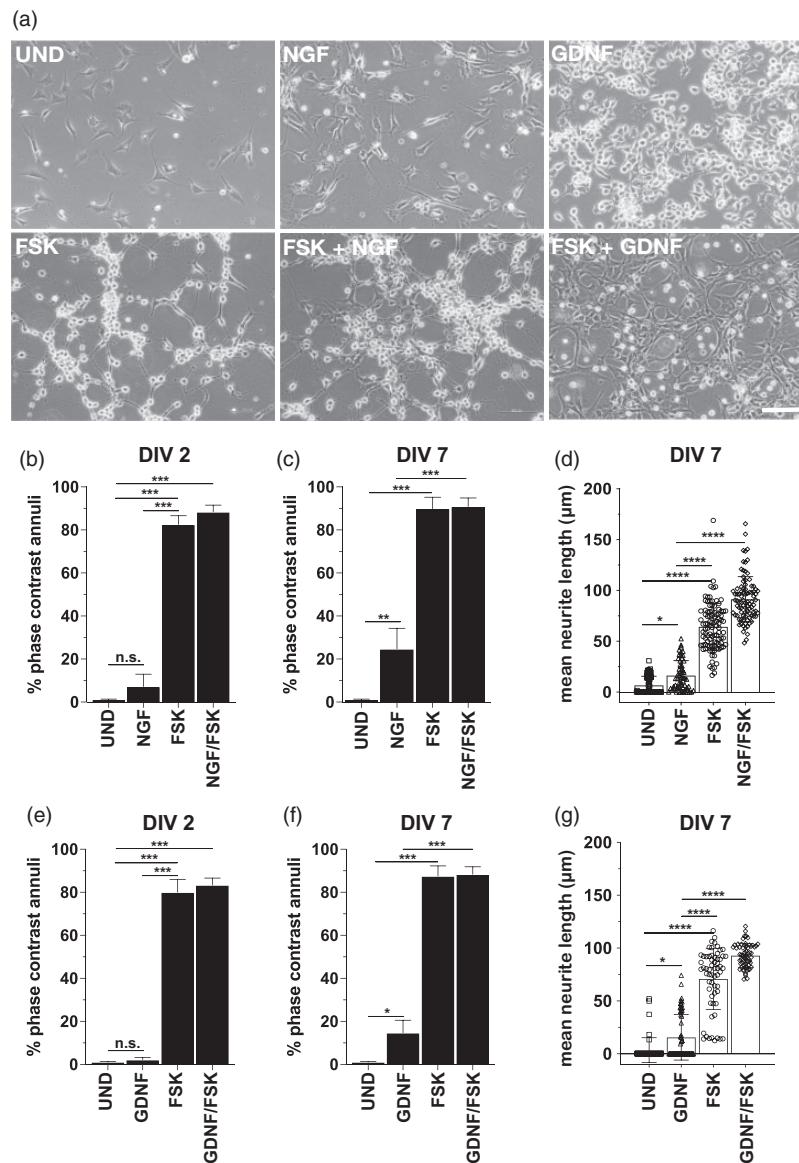 (a)
UND
NGF
GDNF
FSK
FSK + NGF
FSK + GDNF
(b)
DIV 2
% phase contrast annuli
100
80
60
40
20
0
***
***
***
n.s.
UND
NGF
FSK
NGF/FSK
(c)
DIV 7
% phase contrast annuli
100
80
60
40
20
0
***
***
**
UND
NGF
FSK
NGF/FSK
(d)
DIV 7
mean neurite length (µm)
200
150
100
50
0
****
****
****
*
UND
NGF
FSK
NGF/FSK
(e)
DIV 2
% phase contrast annuli
100
80
60
40
20
0
***
***
***
n.s.
UND
GDNF
FSK
GDNF/FSK
(f)
DIV 7
% phase contrast annuli
100
80
60
40
20
0
***
***
*
UND
GDNF
FSK
GDNF/FSK
(g)
DIV 7
mean neurite length (µm)
200
150
100
50
0
****
****
****
*
UND
GDNF
FSK
GDNF/FSK